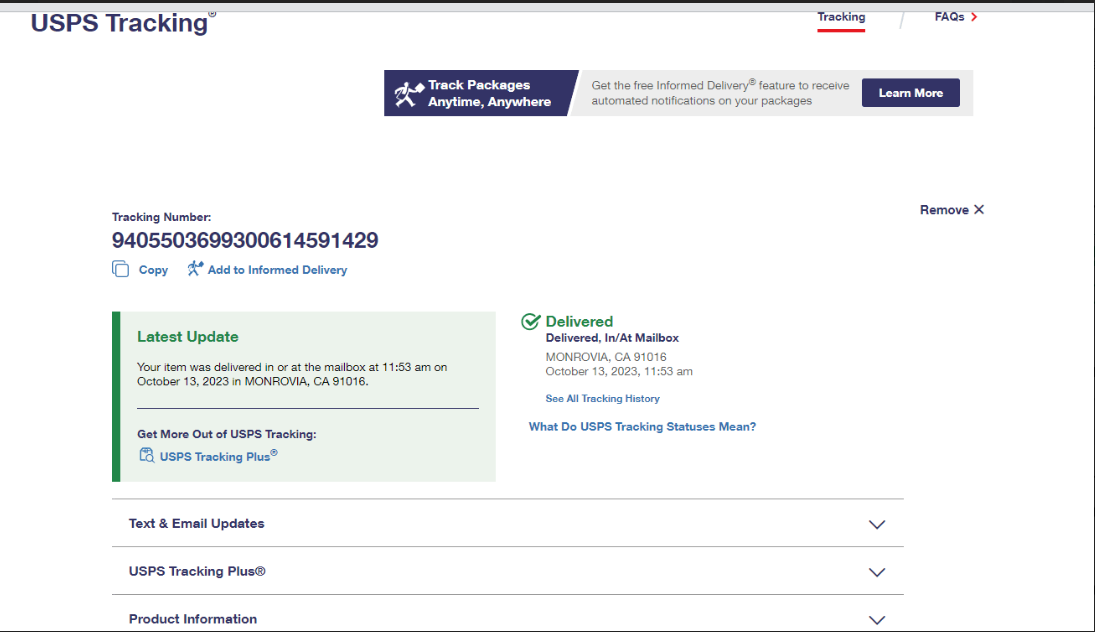 USPS Tracking®
Tracking
FAQs
Track Packages
Anytime, Anywhere
Get the free Informed Delivery® feature to receive
automated notifications on your packages
Learn More
Remove
Tracking Number:
9405503699300614591429
Copy
Add to Informed Delivery
Latest Update
Your item was delivered in or at the mailbox at 11:53 am on
October 13, 2023 in MONROVIA, CA 91016.
Get More Out of USPS Tracking:
USPS Tracking Plus®
Delivered
Delivered, In/At Mailbox
MONROVIA, CA 91016
October 13, 2023, 11:53 am
See All Tracking History
What Do USPS Tracking Statuses Mean?
Text & Email Updates
USPS Tracking Plus®
Product Information